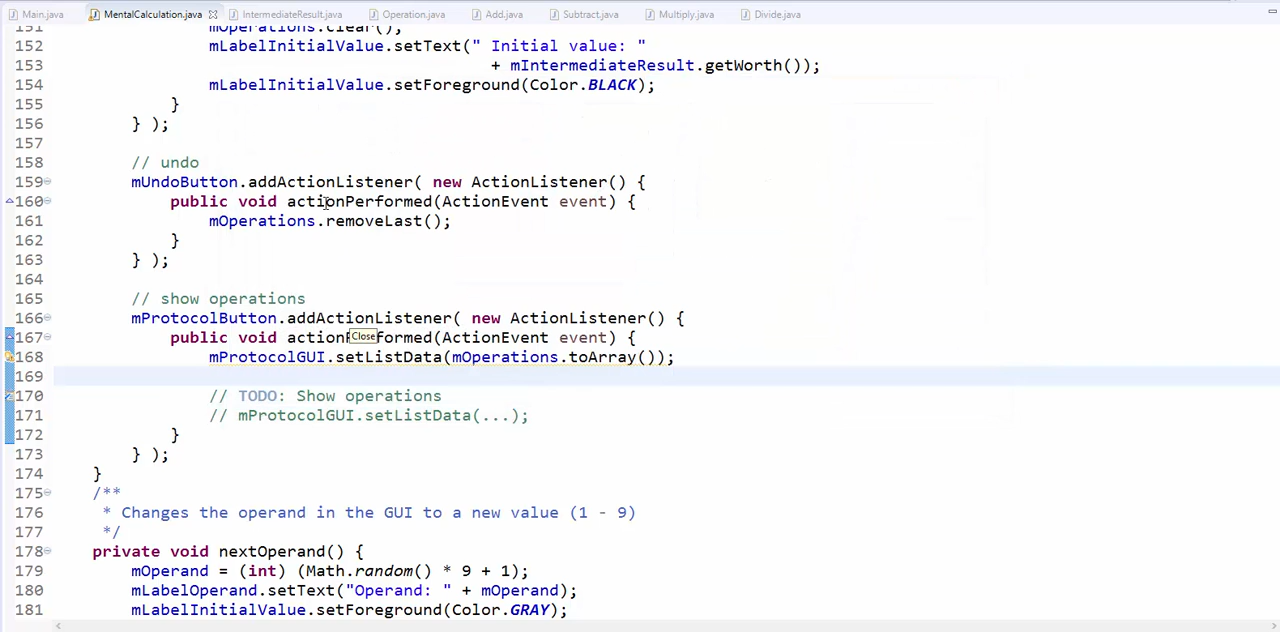 Main.java MentalCalculation.java IntermediateResult.java Operation.java Add.java Subtract.java Multiply.java Divide.java
151 mOperations.clear();
152 mLabelInitialValue.setText(" Initial value: "
153 + mIntermediateResult.getWorth());
154 mLabelInitialValue.setForeground(Color.BLACK);
155 }
156 } );
157
158 // undo
159 mUndoButton.addActionListener( new ActionListener() {
160 public void actionPerformed(ActionEvent event) {
161 mOperations.removeLast();
162 }
163 } );
164
165 // show operations
166 mProtocolButton.addActionListener( new ActionListener() {
167 public void action Close formed(ActionEvent event) {
168 mProtocolGUI.setListData(mOperations.toArray());
169
170 // TODO: Show operations
171 // mProtocolGUI.setListData(...);
172 }
173 } );
174 }
175 /**
176 * Changes the operand in the GUI to a new value (1 - 9)
177 */
178 private void nextOperand() {
179 mOperand = (int) (Math.random() * 9 + 1);
180 mLabelOperand.setText("Operand: " + mOperand);
181 mLabelInitialValue.setForeground(Color.GRAY);